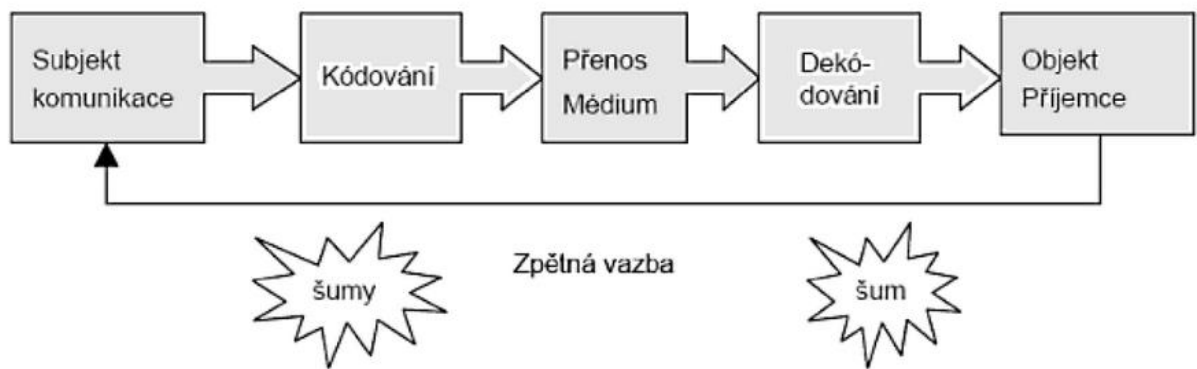 Subjekt
komunikace
Kódování
Přenos
Médium
Dekó-
dování
Objekt
Příjemce
Zpětná vazba
šumy
šum